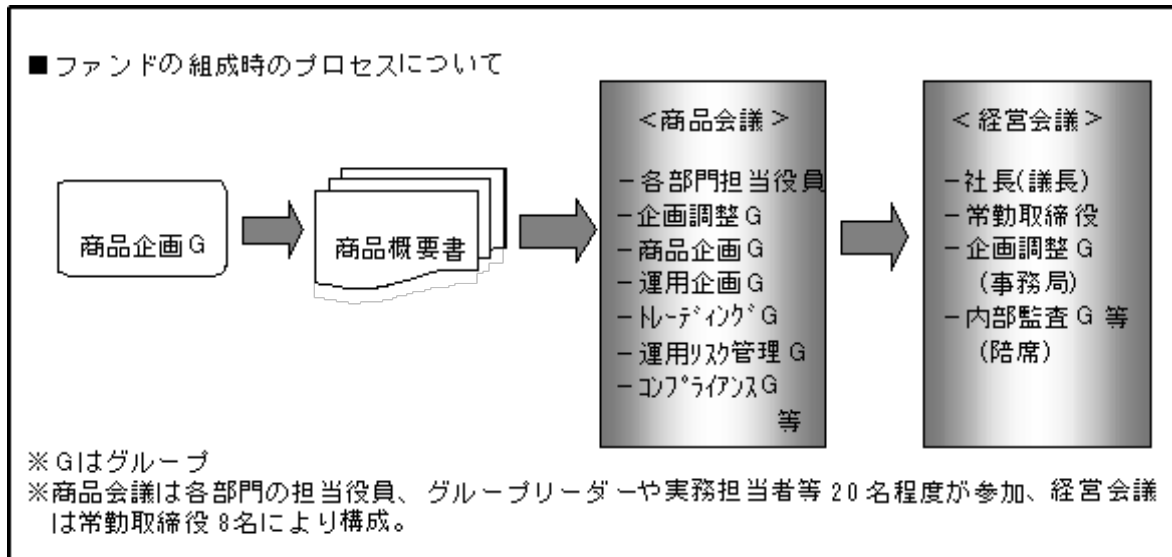 ■ファンドの組成時のプロセスについて
商品企画G
商品概要書
＜商品会議＞
－各部門担当役員
－企画調整G
－商品企画G
－運用企画G
－ﾄﾚｰﾃﾞｨﾝｸﾞG
－運用ﾘｽｸ管理G
－ｺﾝﾌﾟﾗｲｱﾝｽG
等
＜経営会議＞
－社長(議長)
－常勤取締役
－企画調整G
(事務局)
－内部監査G 等
(陪席)
※Gはグループ
※商品会議は各部門の担当役員、グループリーダーや実務担当者等20名程度が参加、経営会議
は常勤取締役8名により構成。